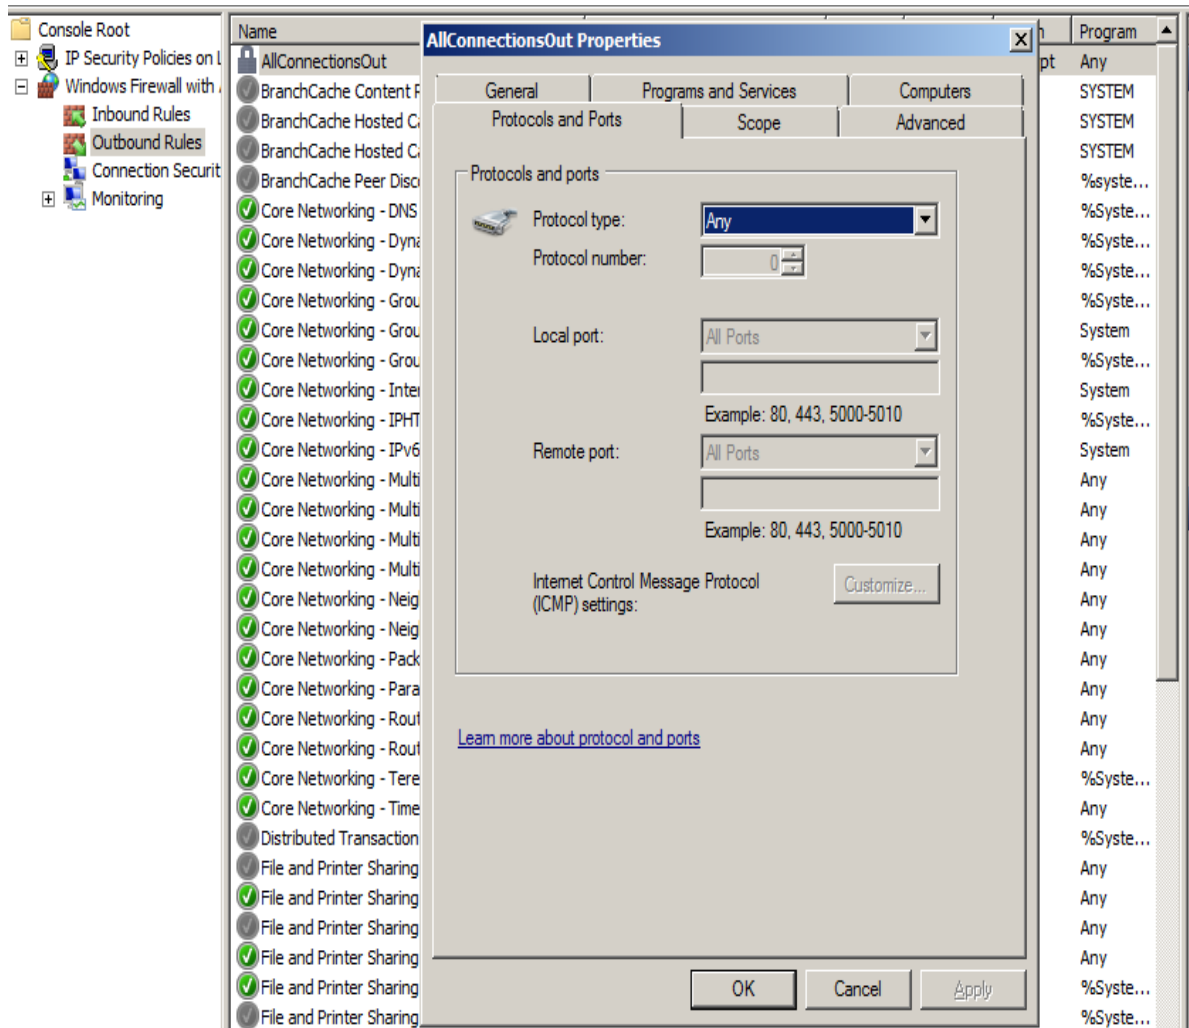 Console Root
IP Security Policies on L
Windows Firewall with
Inbound Rules
Outbound Rules
Connection Securit
Monitoring
Name
Program
AllConnectionsOut
pt
Any
BranchCache Content
SYSTEM
BranchCache Hosted
SYSTEM
BranchCache Hosted
SYSTEM
BranchCache Peer Disco
%syste...
Core Networking - DNS
%Syste...
Core Networking - Dyna
%Syste...
Core Networking - Dyna
%Syste...
Core Networking - Grou
%Syste...
Core Networking - Grou
System
Core Networking - Grou
%Syste...
Core Networking - Inter
System
Core Networking - IPHT
%Syste...
Core Networking - IPv6
System
Core Networking - Multi
Any
Core Networking - Multi
Any
Core Networking - Multi
Any
Core Networking - Multi
Any
Core Networking - Neig
Any
Core Networking - Neig
Any
Core Networking - Pack
Any
Core Networking - Para
Any
Core Networking - Rout
Any
Core Networking - Rout
Any
Core Networking - Tere
%Syste...
Core Networking - Time
Any
Distributed Transaction
%Syste...
File and Printer Sharing
Any
File and Printer Sharing
Any
File and Printer Sharing
Any
File and Printer Sharing
Any
File and Printer Sharing
%Syste...
File and Printer Sharing
%Syste...
AllConnectionsOut Properties
General
Programs and Services
Computers
Protocols and Ports
Scope
Advanced
Protocols and ports
Protocol type:
Any
Protocol number:
0
Local port:
All Ports
Example: 80, 443, 5000-5010
Remote port:
All Ports
Example: 80, 443, 5000-5010
Internet Control Message Protocol
(ICMP) settings:
Customize...
Learn more about protocol and ports
OK
Cancel
Apply